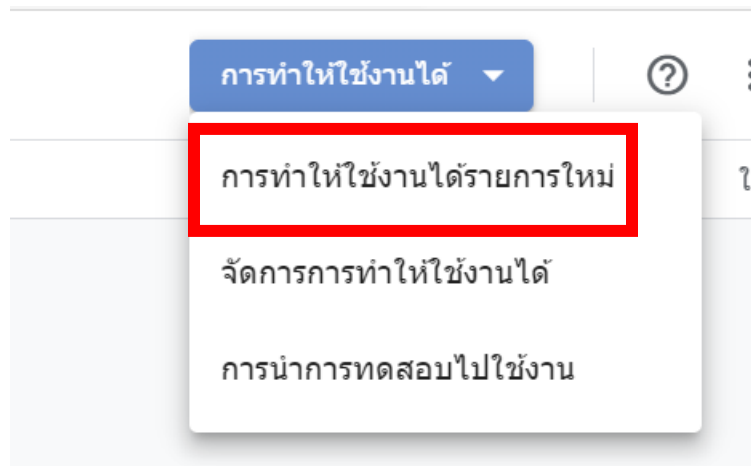 การทำให้ใช้งานได้
การทำให้ใช้งานได้รายการใหม่
ใ
จัดการการทำให้ใช้งานได้
การนำการทดสอบไปใช้งาน